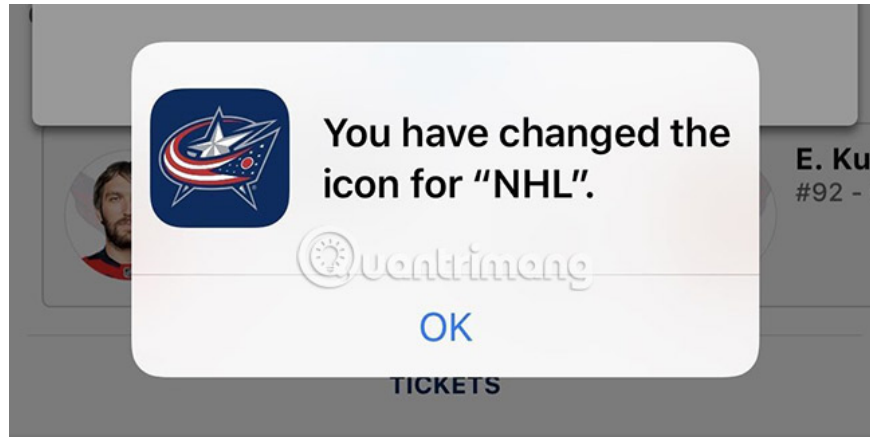 You have changed the
icon for “NHL”.
E. Ku
#92 -
Quantrimang
OK
TICKETS